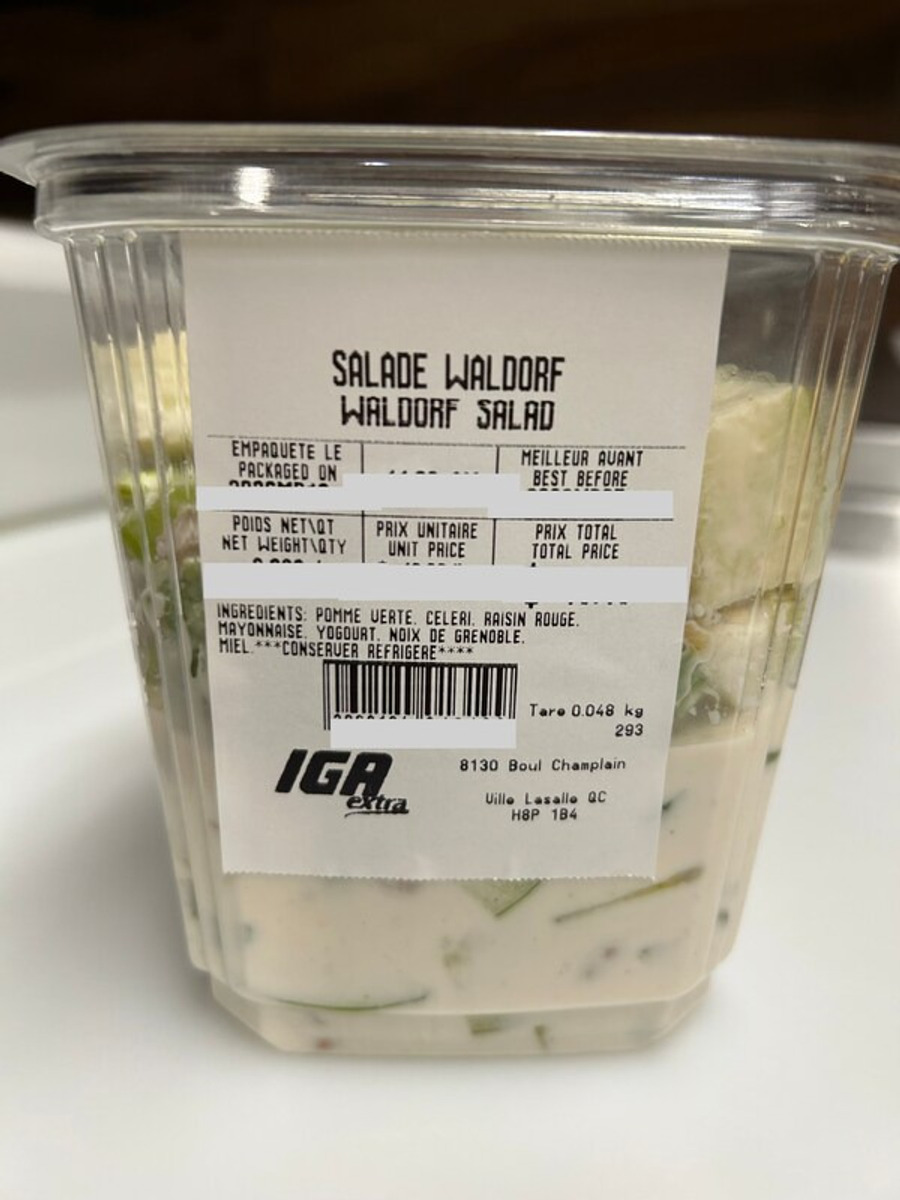 SALADE WALDORF
WALDORF SALAD
EMPAQUETE LE
PACKAGED ON
MEILLEUR AVANT
BEST BEFORE
POIDS NET\QT
NET WEIGHT\QTY
PRIX UNITAIRE
UNIT PRICE
PRIX TOTAL
TOTAL PRICE
INGREDIENTS: POMME VERTE, CELERI, RAISIN ROUGE,
MAYONNAISE, YOGOURT, NOIX DE GRENOBLE,
MIEL.***CONSERVER REFRIGERE****
Tare 0.048 kg
293
IGA
extra
8130 Boul Champlain
Ville Lasalle QC
H8P 1B4